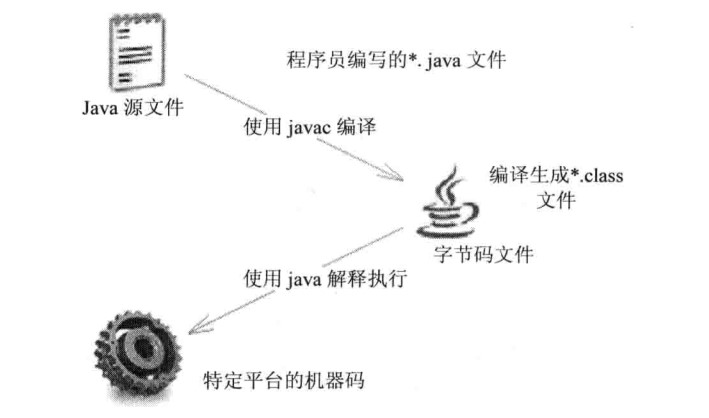 程序员编写的*. java 文件
Java 源文件
使用 javac 编译
编译生成*.class
文件
字节码文件
使用 java 解释执行
特定平台的机器码